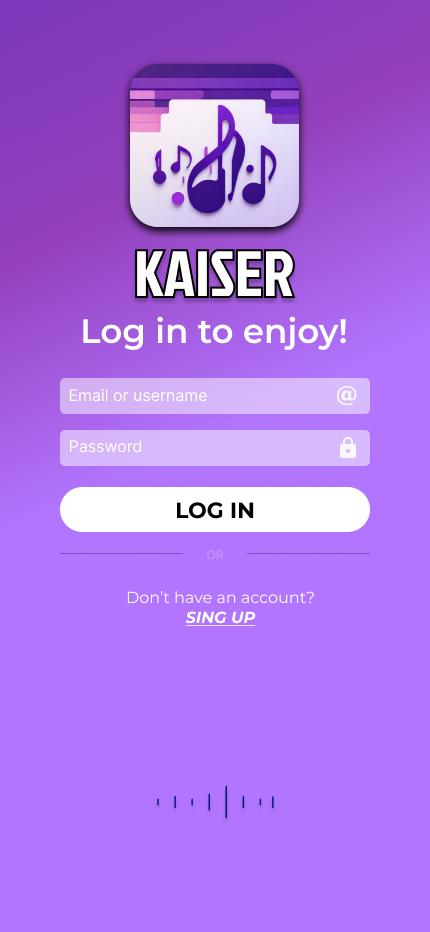 KAISER
Log in to enjoy!
Email or username @
Password
LOG IN
OR
Don't have an account?
SING UP